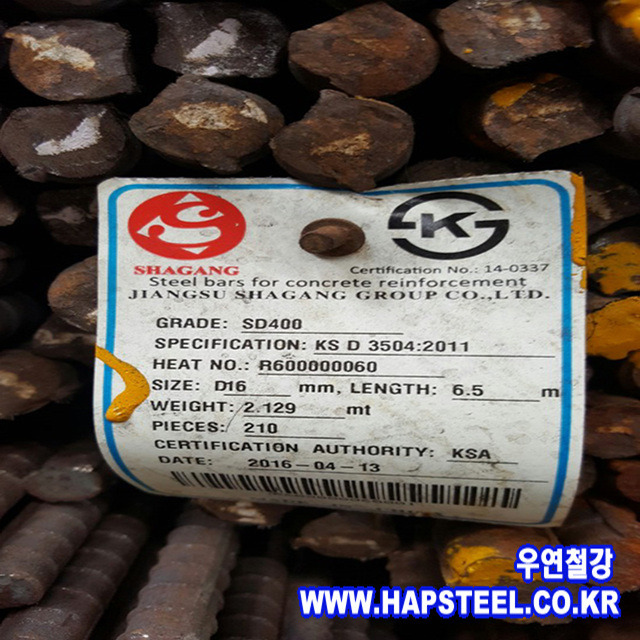 SHAGANG
KS
Certification No.: 14-0337
Steel bars for concrete reinforcement
JIANGSU SHAGANG GROUP CO.,LTD.
GRADE: SD400
SPECIFICATION: KS D 3504:2011
HEAT NO.: R600000060
SIZE: D16 mm, LENGTH: 6.5 m
WEIGHT: 2.129 mt
PIECES: 210
CERTIFICATION AUTHORITY: KSA
DATE: 2016-04-13
우연철강
WWW.HAPSTEEL.CO.KR